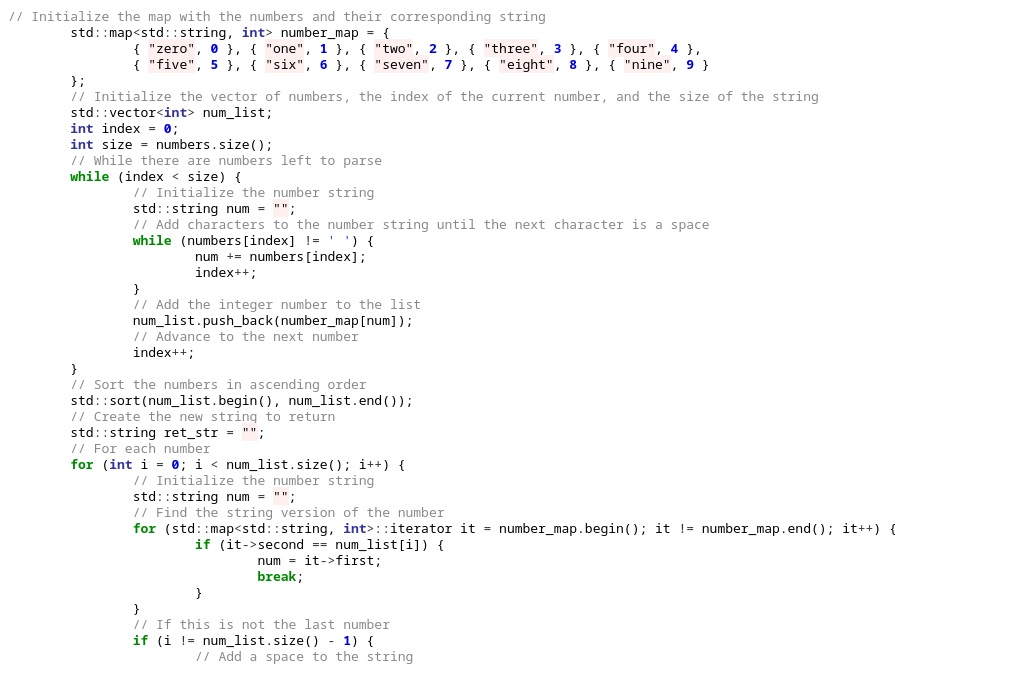 // Initialize the map with the numbers and their corresponding string
        std::map<std::string, int> number_map = {
                { "zero", 0 }, { "one", 1 }, { "two", 2 }, { "three", 3 }, { "four", 4 },
                { "five", 5 }, { "six", 6 }, { "seven", 7 }, { "eight", 8 }, { "nine", 9 }
        };
        // Initialize the vector of numbers, the index of the current number, and the size of the string
        std::vector<int> num_list;
        int index = 0;
        int size = numbers.size();
        // While there are numbers left to parse
        while (index < size) {
                // Initialize the number string
                std::string num = "";
                // Add characters to the number string until the next character is a space
                while (numbers[index] != ' ') {
                        num += numbers[index];
                        index++;
                }
                // Add the integer number to the list
                num_list.push_back(number_map[num]);
                // Advance to the next number
                index++;
        }
        // Sort the numbers in ascending order
        std::sort(num_list.begin(), num_list.end());
        // Create the new string to return
        std::string ret_str = "";
        // For each number
        for (int i = 0; i < num_list.size(); i++) {
                // Initialize the number string
                std::string num = "";
                // Find the string version of the number
                for (std::map<std::string, int>::iterator it = number_map.begin(); it != number_map.end(); it++) {
                        if (it->second == num_list[i]) {
                                num = it->first;
                                break;
                        }
                }
                // If this is not the last number
                if (i != num_list.size() - 1) {
                        // Add a space to the string